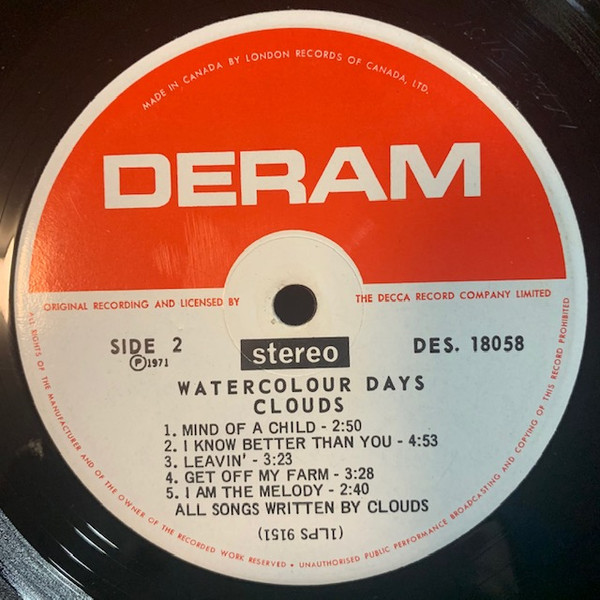 MADE IN CANADA BY LONDON RECORDS OF CANADA, LTD.
DERAM
ORIGINAL RECORDING AND LICENSED BY THE DECCA RECORD COMPANY LIMITED
SIDE 2
stereo
DES. 18058
Ⓟ1971
WATERCOLOUR DAYS
CLOUDS
1. MIND OF A CHILD - 2:50
2. I KNOW BETTER THAN YOU - 4:53
3. LEAVIN' - 3:23
4. GET OFF MY FARM - 3:28
5. I AM THE MELODY - 2:40
ALL SONGS WRITTEN BY CLOUDS
(1LPS 9151)
ALL RIGHTS OF THE MANUFACTURER AND OF THE OWNER OF THE RECORDED WORK RESERVED • UNAUTHORISED PUBLIC PERFORMANCE BROADCASTING AND COPYING OF THIS RECORD PROHIBITED